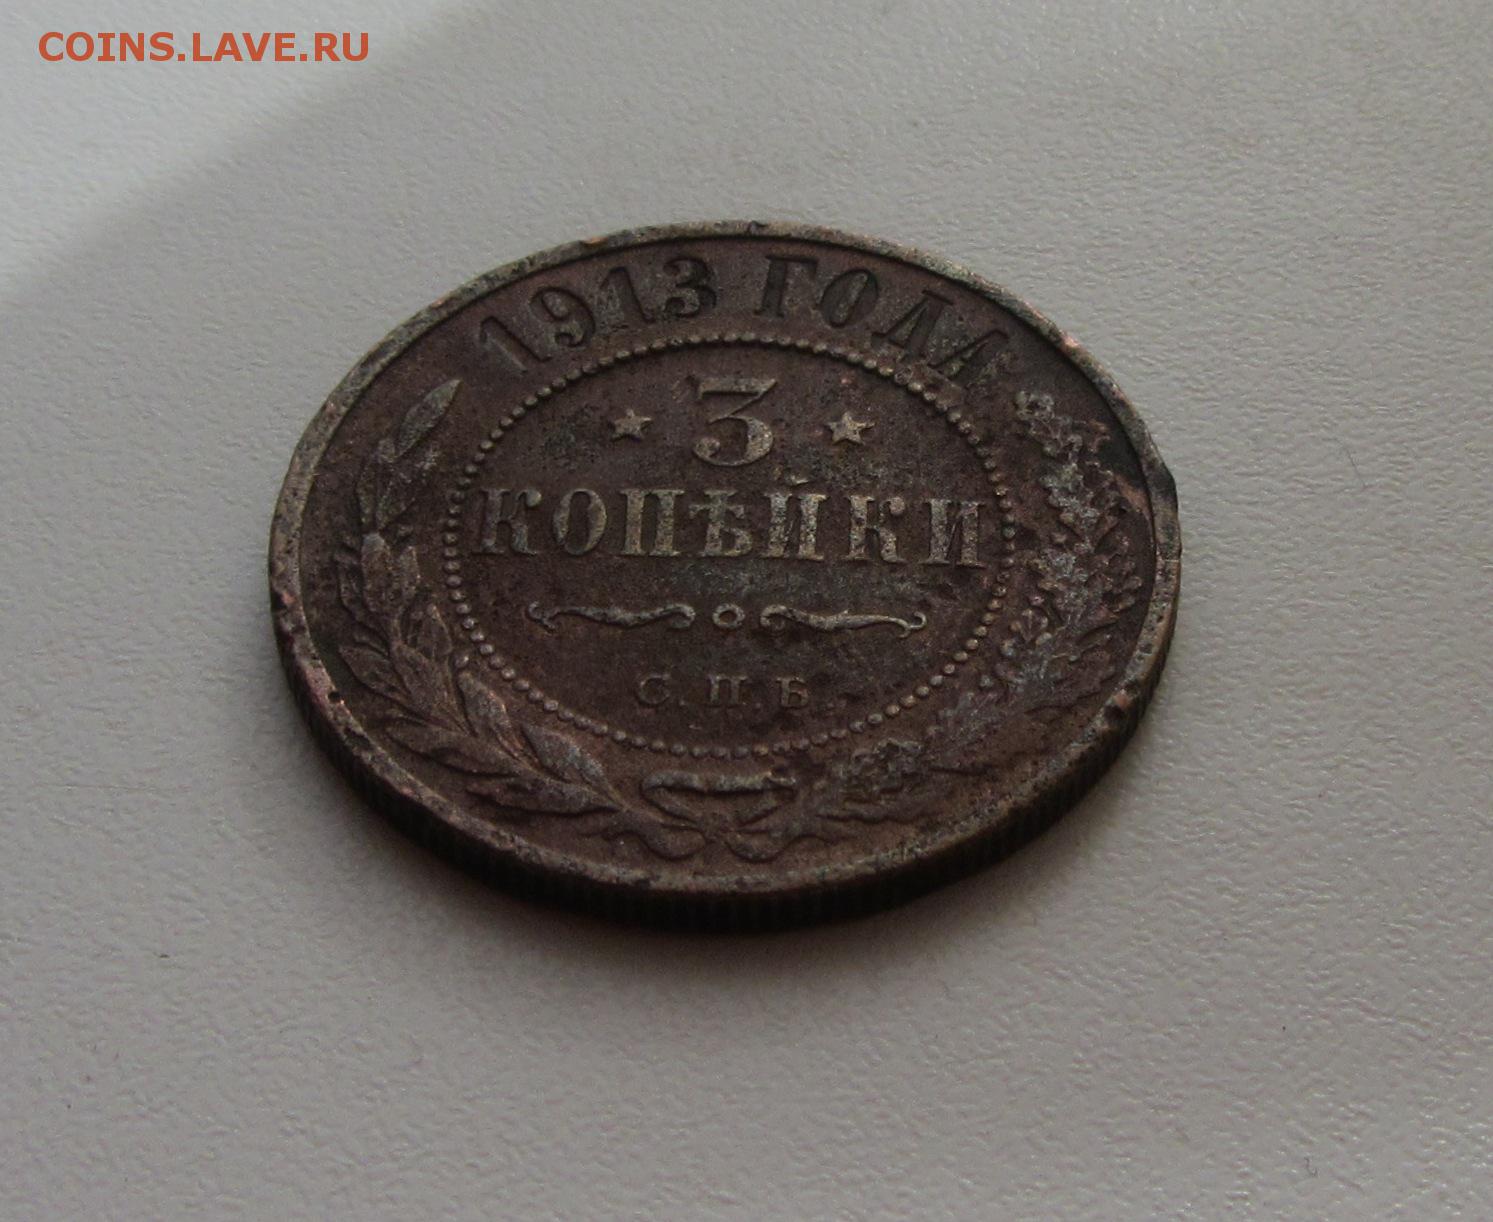 COINS.LAVE.RU
1913 ГОДА
3
КОПѢЙКИ
С.П.Б.